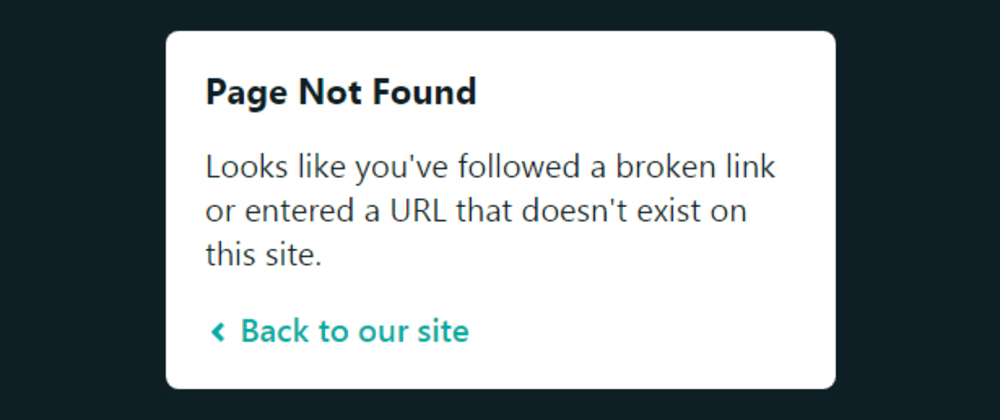 Page Not Found
Looks like you've followed a broken link
or entered a URL that doesn't exist on
this site.
Back to our site